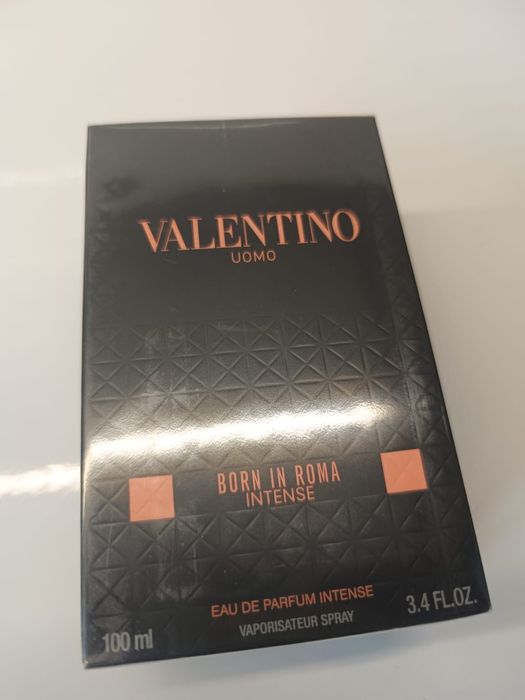 VALENTINO
UOMO
BORN IN ROMA
INTENSE
EAU DE PARFUM INTENSE
VAPORISATEUR SPRAY
100 ml
3.4 FL.OZ.